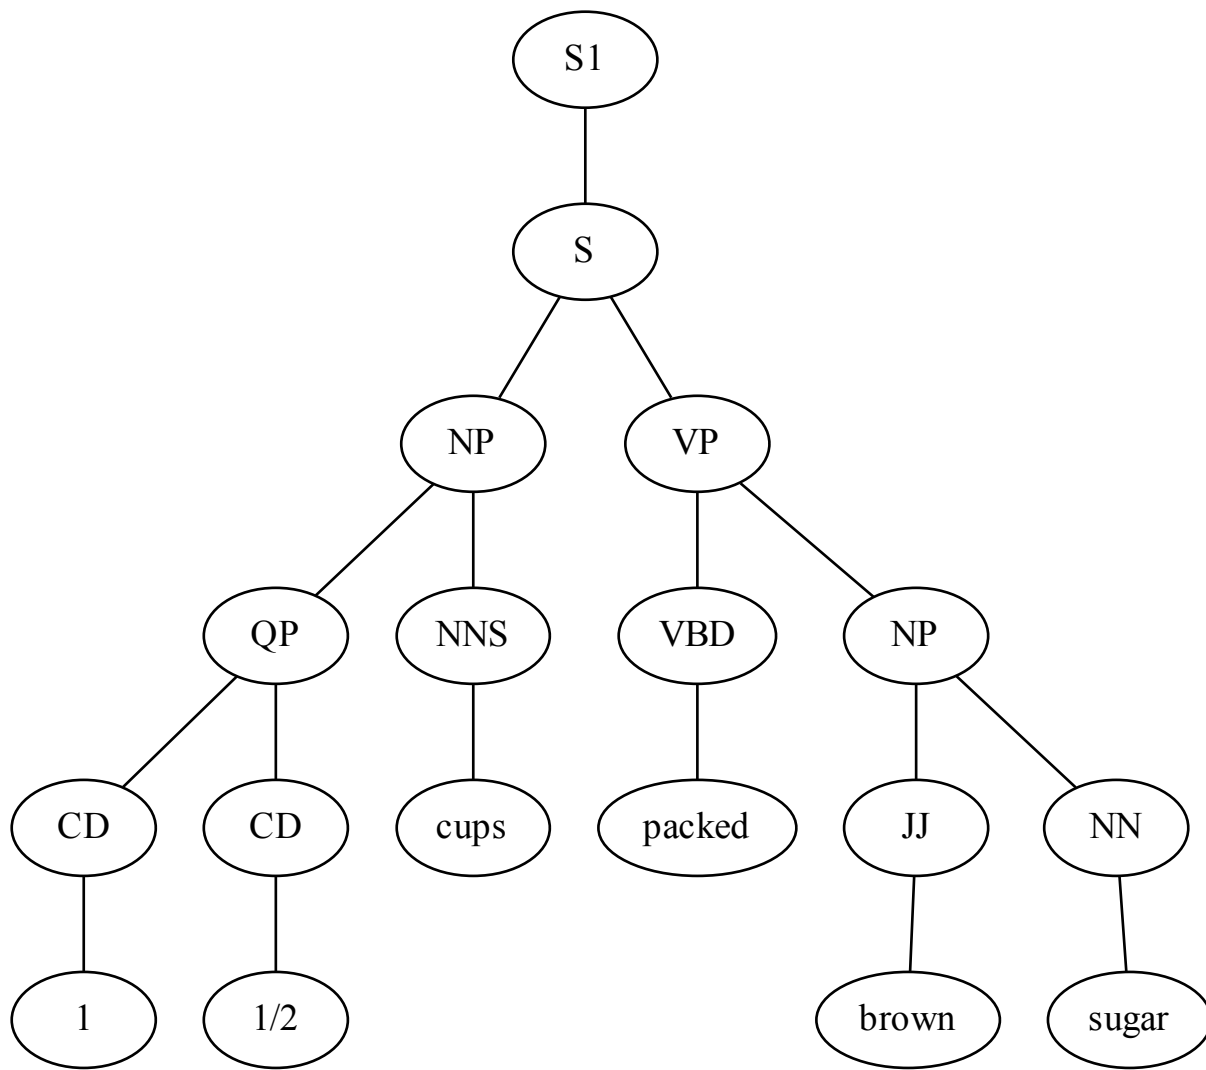 S1
S
NP VP
QP NNS VBD NP
CD CD cups packed JJ NN
1 1/2 brown sugar